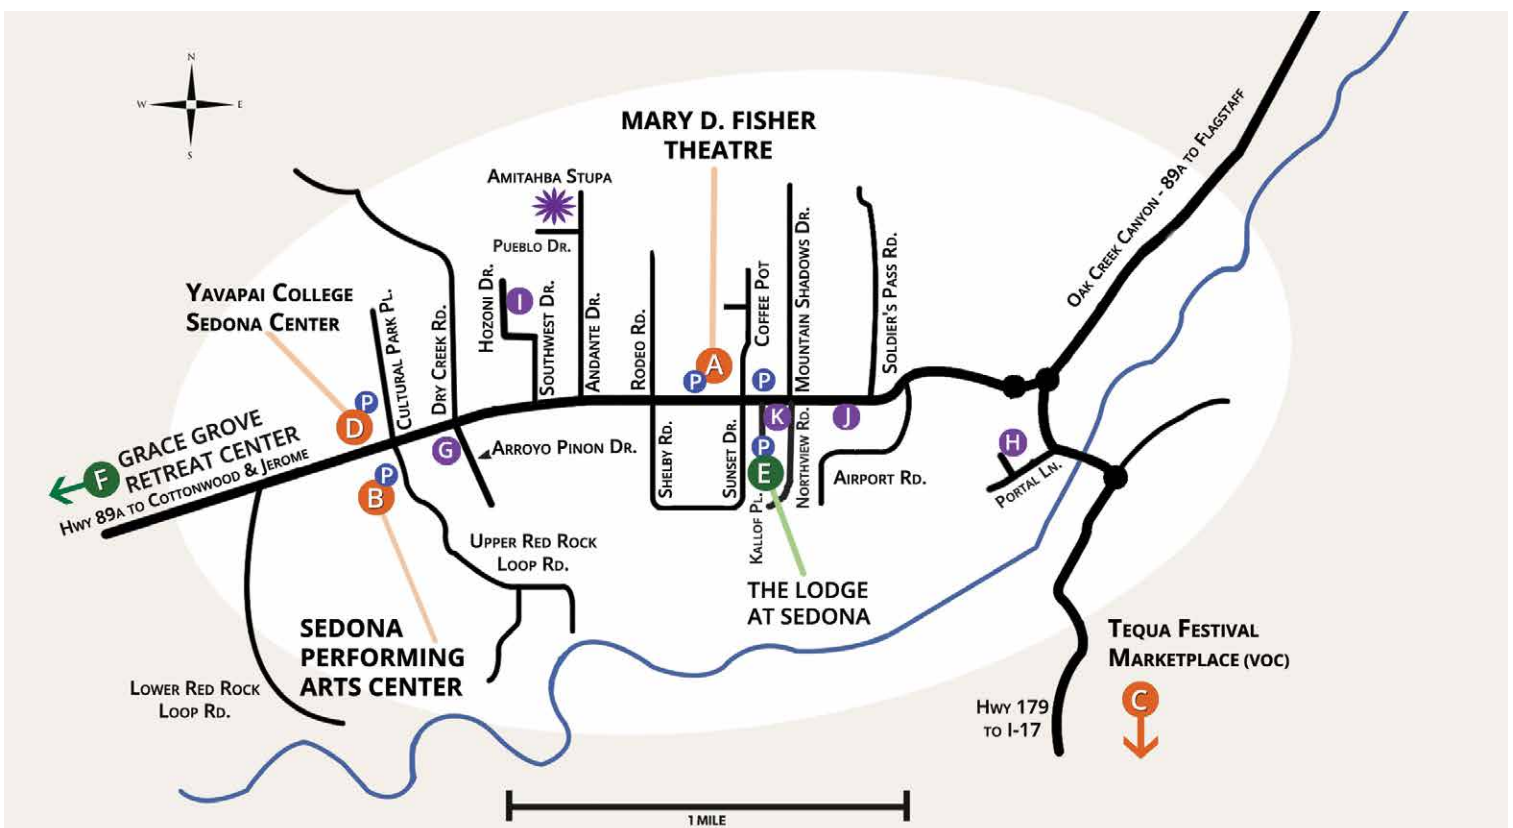 N
W
E
S
MARY D. FISHER
THEATRE
AMITAHBA STUPA
PUEBLO DR.
YAVAPAI COLLEGE
SEDONA CENTER
CULTURAL PARK PL.
DRY CREEK RD.
HOZONI DR.
I
SOUTHWEST DR.
ANDANTE DR.
RODEO RD.
A
P
COFFEE POT
P
MOUNTAIN SHADOWS DR.
SOLDIER'S PASS RD.
OAK CREEK CANYON - 89A TO FLAGSTAFF
P
D
F
GRACE GROVE
RETREAT CENTER
HWY 89A TO COTTONWOOD & JEROME
G
ARROYO PINON DR.
P
B
SHELBY RD.
SUNSET DR.
K
P
E
KALLOF PL.
NORTHVIEW RD.
J
AIRPORT RD.
H
PORTAL LN.
UPPER RED ROCK
LOOP RD.
THE LODGE
AT SEDONA
SEDONA
PERFORMING
ARTS CENTER
LOWER RED ROCK
LOOP RD.
TEQUA FESTIVAL
MARKETPLACE (VOC)
C
HWY 179
TO I-17
1 MILE